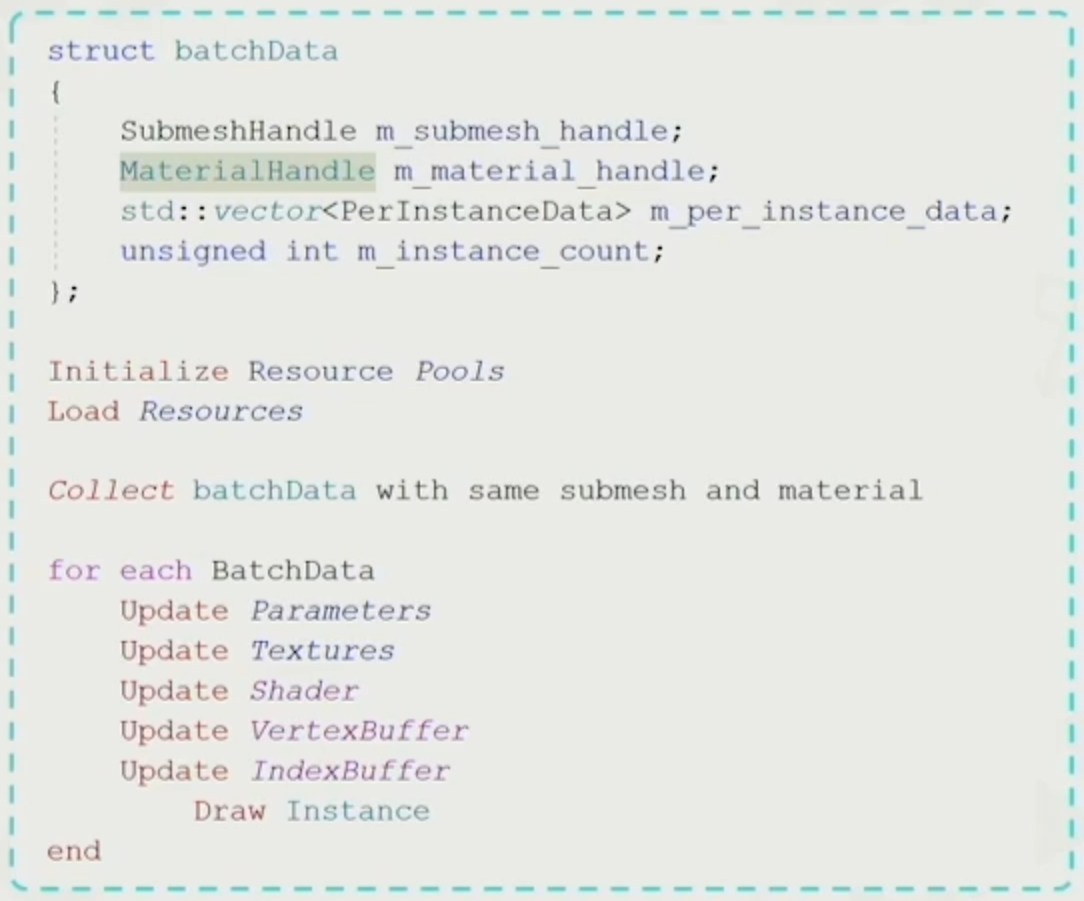 struct batchData
{
SubmeshHandle m_submesh_handle;
MaterialHandle m_material_handle;
std::vector<PerInstanceData> m_per_instance_data;
unsigned int m_instance_count;
};
Initialize Resource Pools
Load Resources
Collect batchData with same submesh and material
for each BatchData
Update Parameters
Update Textures
Update Shader
Update VertexBuffer
Update IndexBuffer
Draw Instance
end